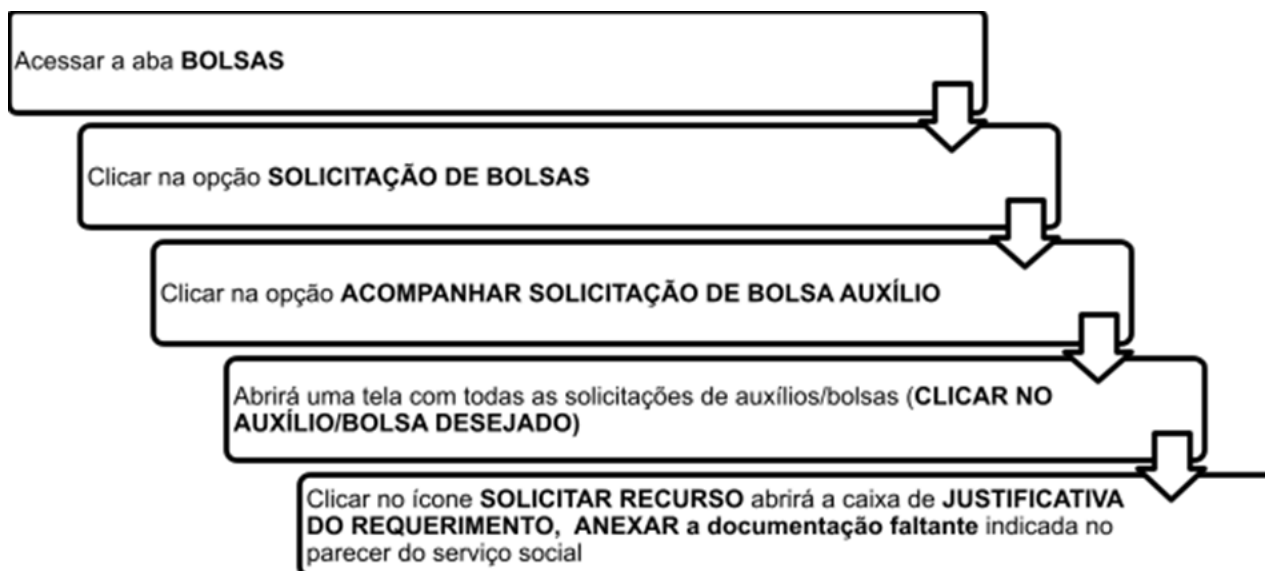 Acessar a aba BOLSAS
Clicar na opção SOLICITAÇÃO DE BOLSAS
Clicar na opção ACOMPANHAR SOLICITAÇÃO DE BOLSA AUXÍLIO
Abrirá uma tela com todas as solicitações de auxílios/bolsas (CLICAR NO
AUXÍLIO/BOLSA DESEJADO)
Clicar no ícone SOLICITAR RECURSO abrirá a caixa de JUSTIFICATIVA
DO REQUERIMENTO, ANEXAR a documentação faltante indicada no
parecer do serviço social